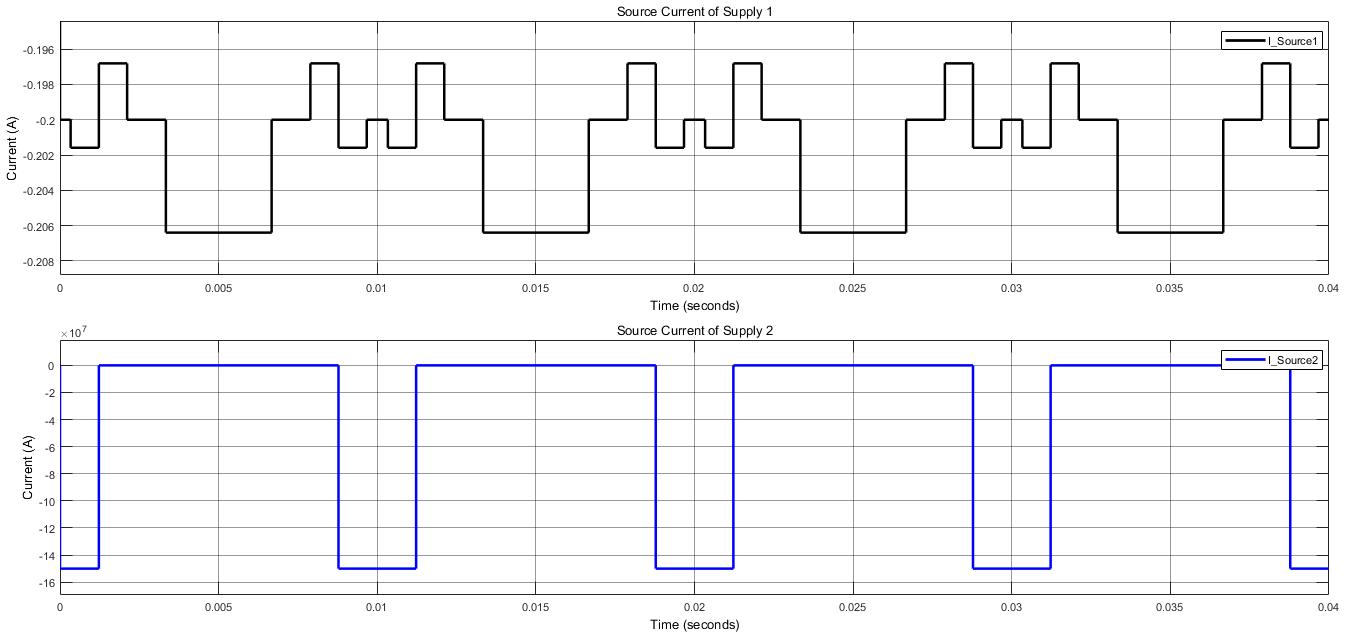 Source Current of Supply 1
I_Source1
-0.196
-0.198
-0.2
-0.202
-0.204
-0.206
-0.208
Current (A)
0 0.005 0.01 0.015 0.02 0.025 0.03 0.035 0.04
Time (seconds)
Source Current of Supply 2
×10^7
I_Source2
0
-2
-4
-6
-8
-10
-12
-14
-16
Current (A)
0 0.005 0.01 0.015 0.02 0.025 0.03 0.035 0.04
Time (seconds)